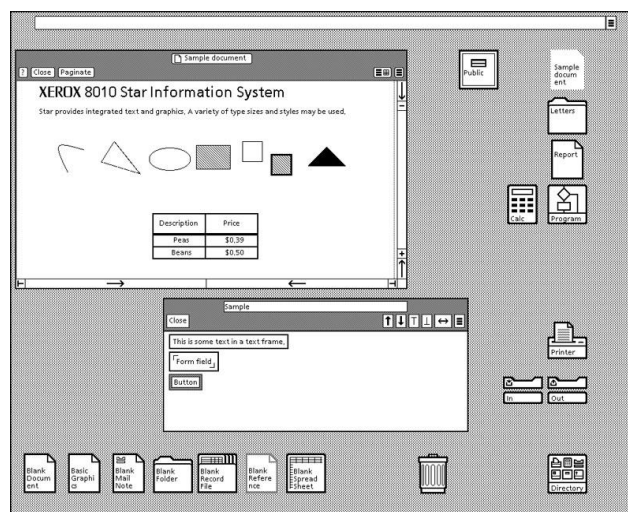 Sample document
? Close Paginate
XEROX 8010 Star Information System
Star provides integrated text and graphics. A variety of type sizes and styles may be used.
Description Price
Peas $0.39
Beans $0.50
Public
Sample
docum
ent
Letters
Report
Calc
Program
Sample
Close
This is some text in a text frame.
Form field
Button
Printer
In
Out
Blank
Docum
ent
Basic
Graphi
cs
Blank
Mail
Note
Blank
Folder
Blank
Record
File
Blank
Refere
nce
Blank
Spread
Sheet
Directory